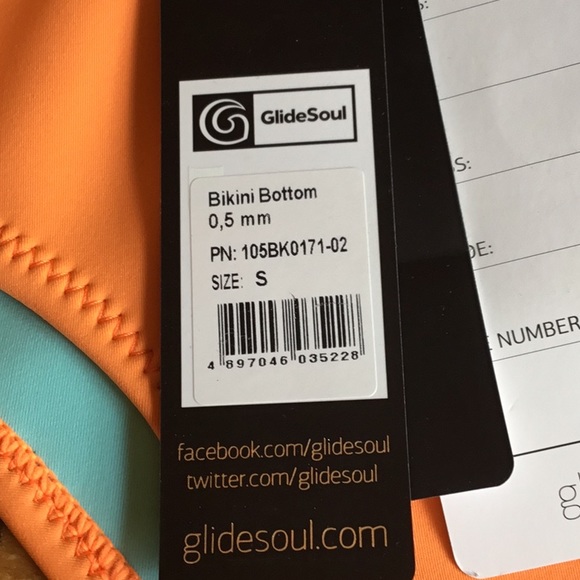 GlideSoul
Bikini Bottom
0,5 mm
PN: 105BK0171-02
SIZE: S
4 897046 035228
facebook.com/glidesoul
twitter.com/glidesoul
glidesoul.com
S:
DE:
NUMBER
gl